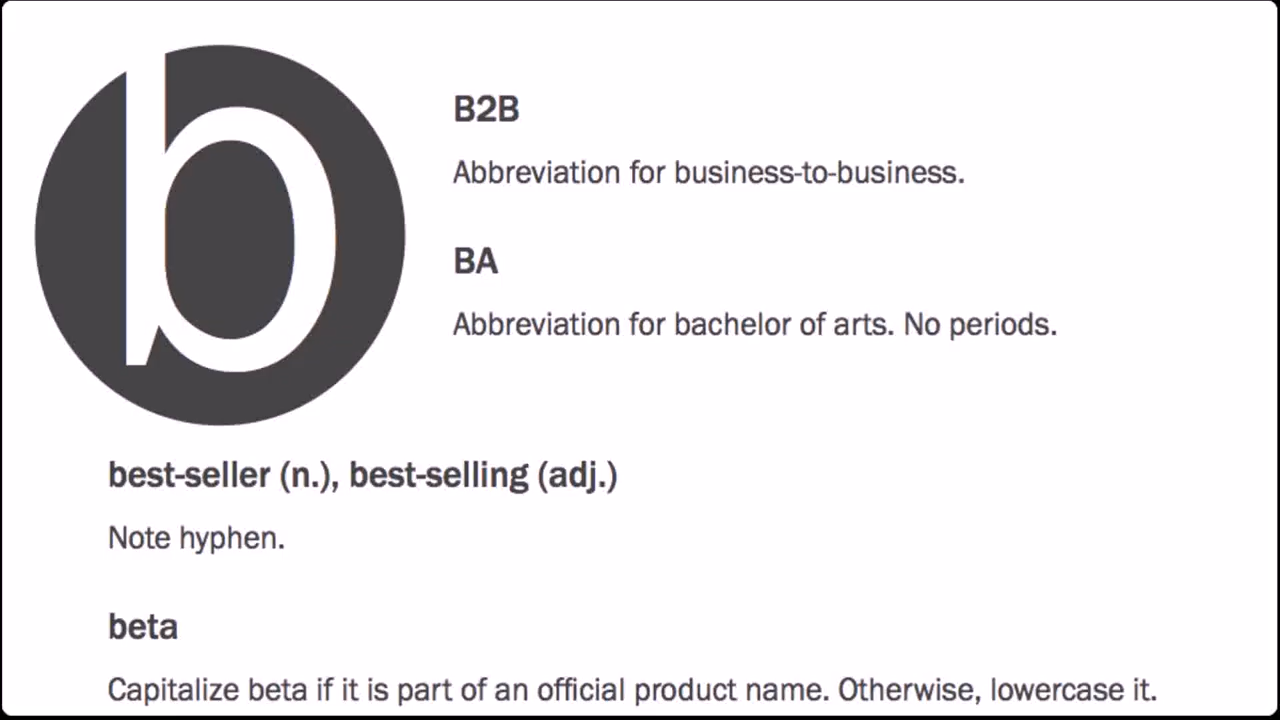 b
B2B
Abbreviation for business-to-business.
BA
Abbreviation for bachelor of arts. No periods.
best-seller (n.), best-selling (adj.)
Note hyphen.
beta
Capitalize beta if it is part of an official product name. Otherwise, lowercase it.